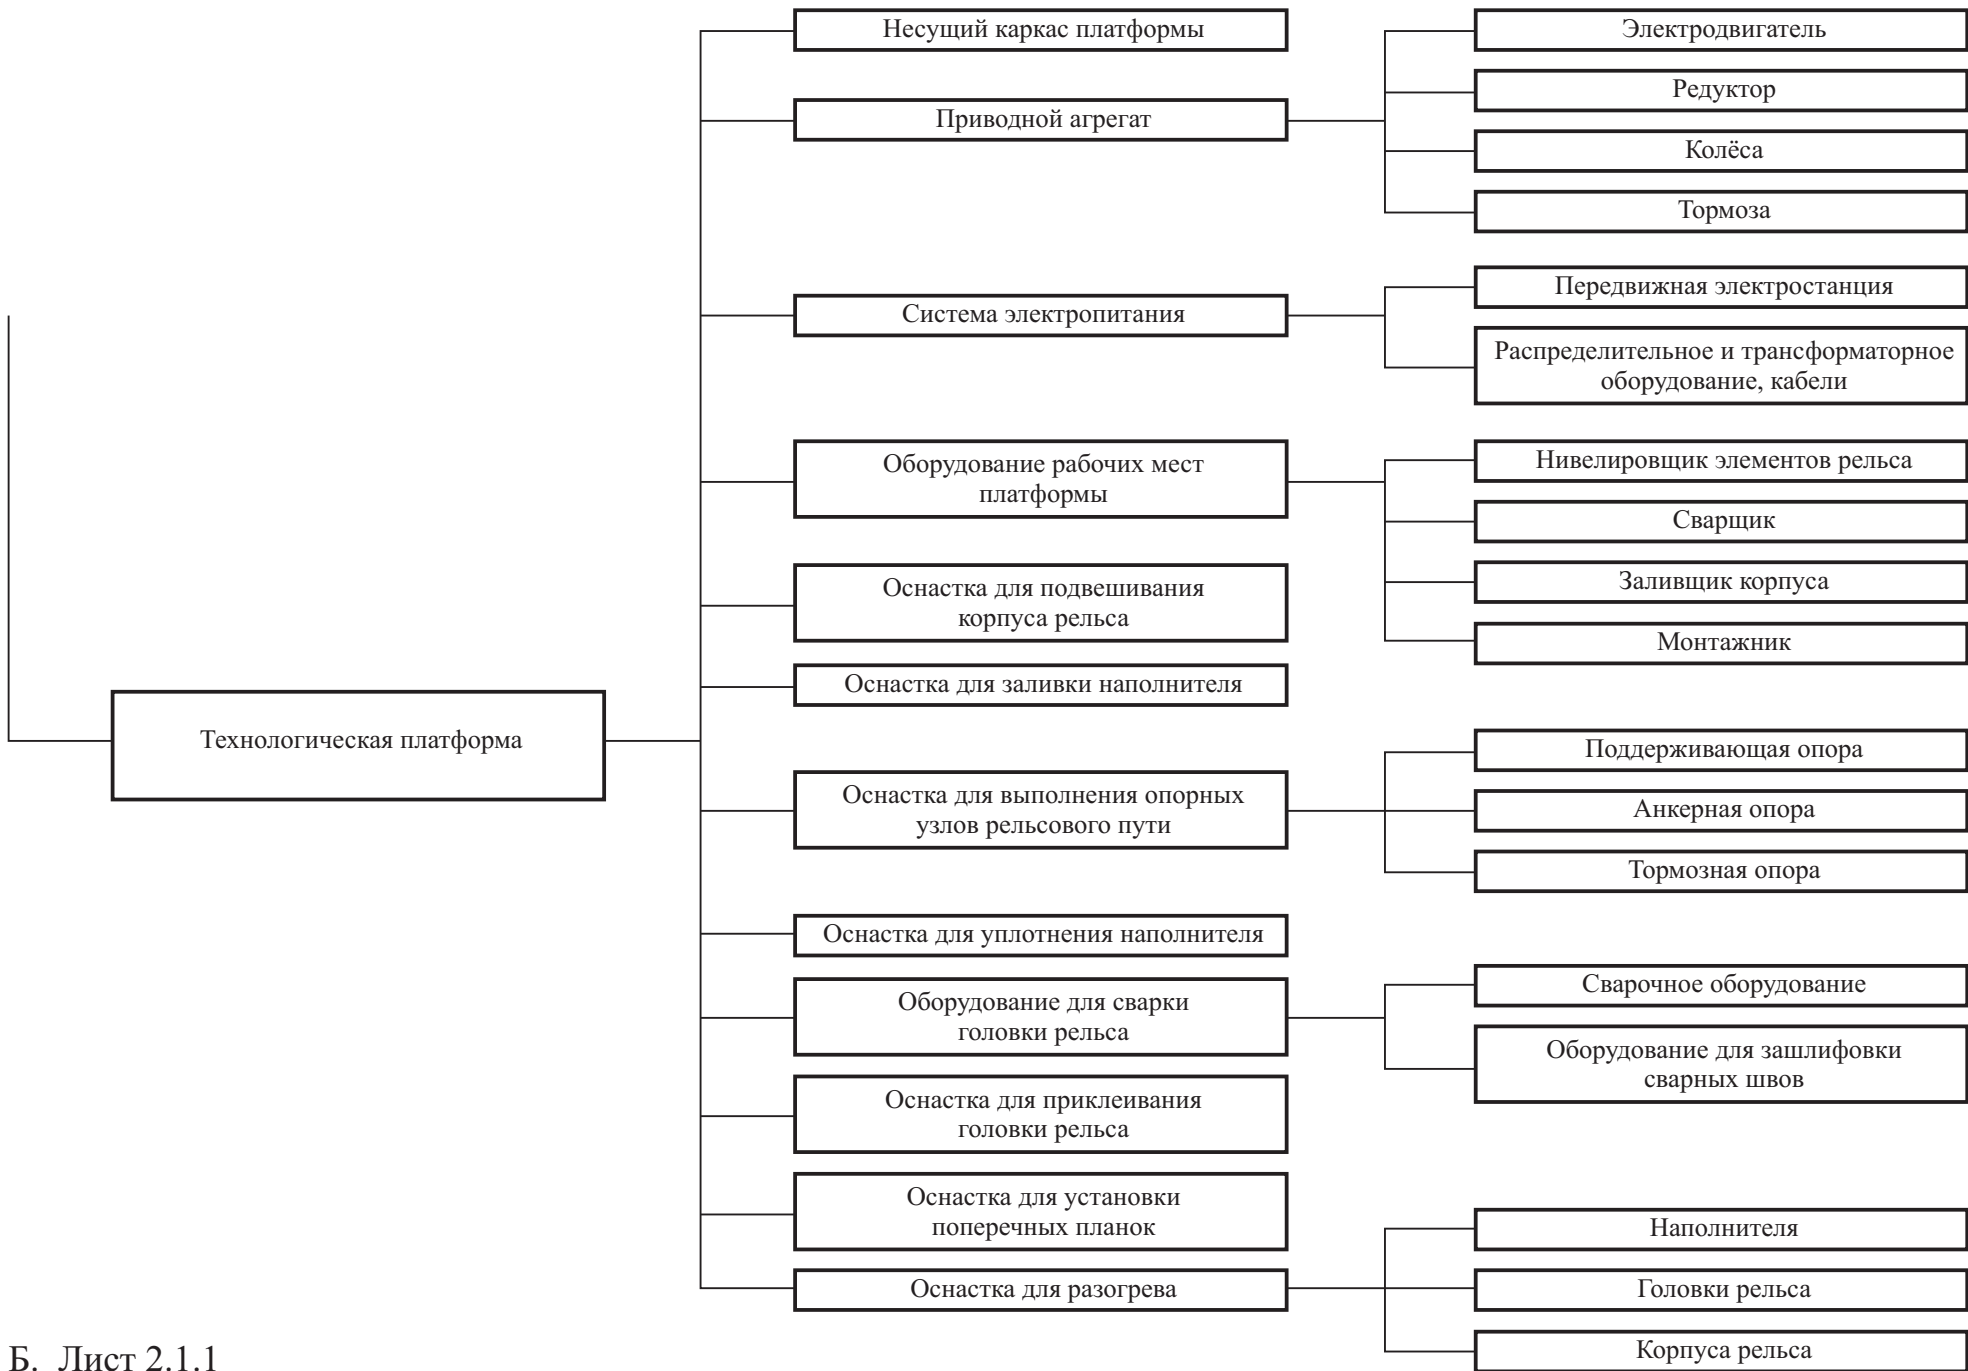 Несущий каркас платформы
Электродвигатель
Редуктор
Приводной агрегат
Колёса
Тормоза
Передвижная электростанция
Система электропитания
Распределительное и трансформаторное
оборудование, кабели
Оборудование рабочих мест
платформы
Нивелировщик элементов рельса
Сварщик
Заливщик корпуса
Монтажник
Оснастка для подвешивания
корпуса рельса
Оснастка для заливки наполнителя
Технологическая платформа
Оснастка для выполнения опорных
узлов рельсового пути
Поддерживающая опора
Анкерная опора
Тормозная опора
Оснастка для уплотнения наполнителя
Оборудование для сварки
головки рельса
Сварочное оборудование
Оборудование для зашлифовки
сварных швов
Оснастка для приклеивания
головки рельса
Оснастка для установки
поперечных планок
Оснастка для разогрева
Наполнителя
Головки рельса
Корпуса рельса
Б. Лист 2.1.1